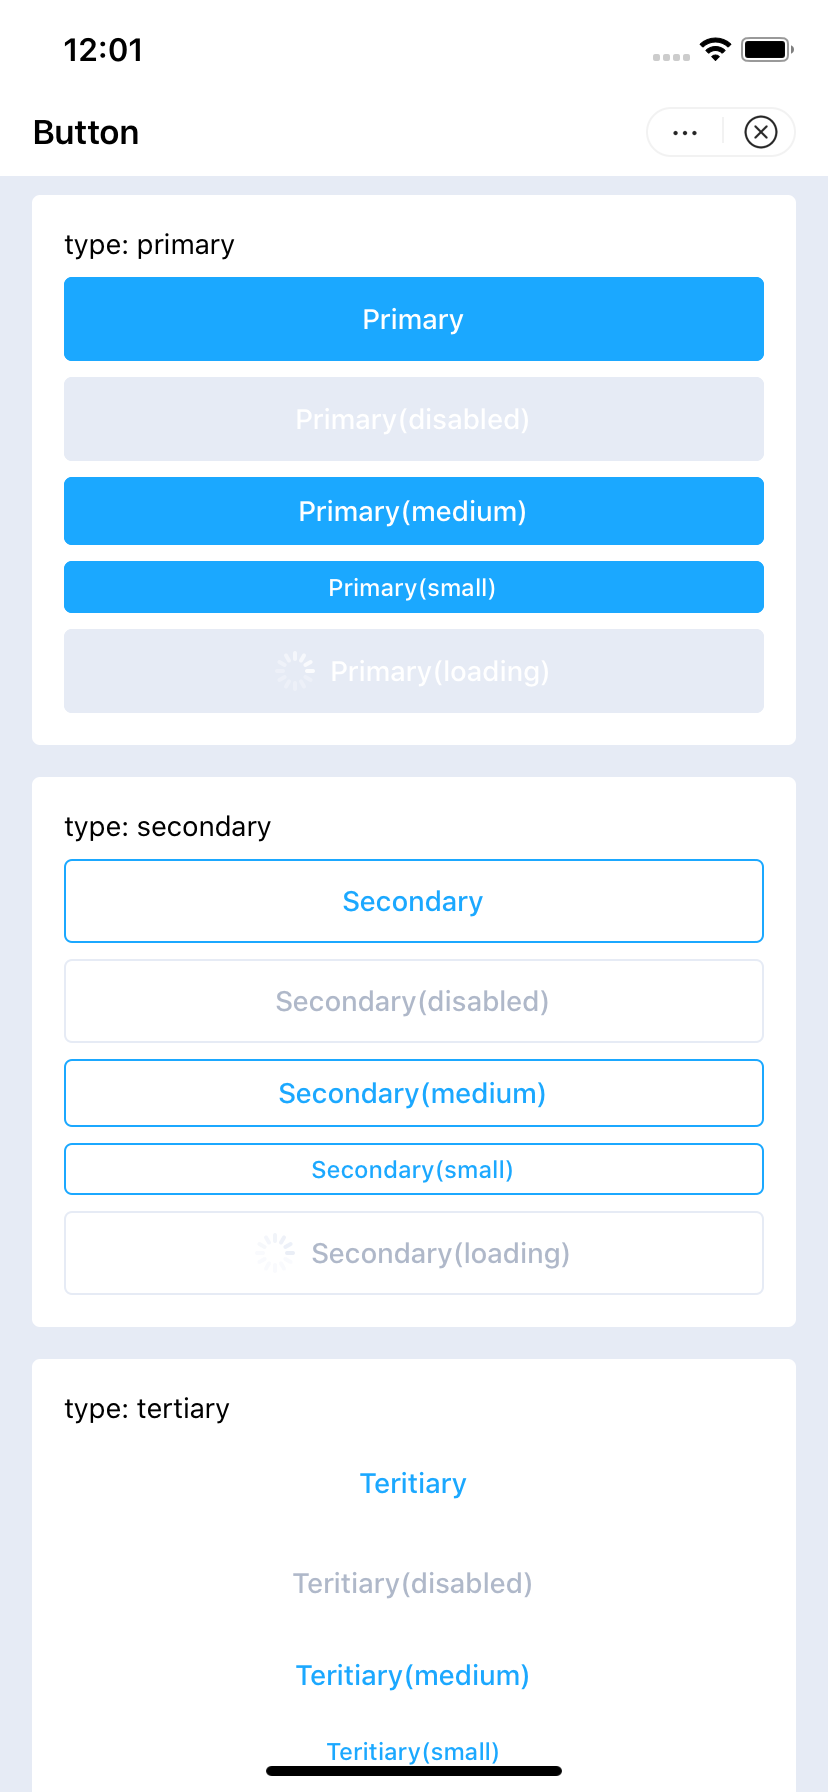 12:01
Button
type: primary
Primary
Primary(disabled)
Primary(medium)
Primary(small)
Primary(loading)
type: secondary
Secondary
Secondary(disabled)
Secondary(medium)
Secondary(small)
Secondary(loading)
type: tertiary
Teritiary
Teritiary(disabled)
Teritiary(medium)
Teritiary(small)